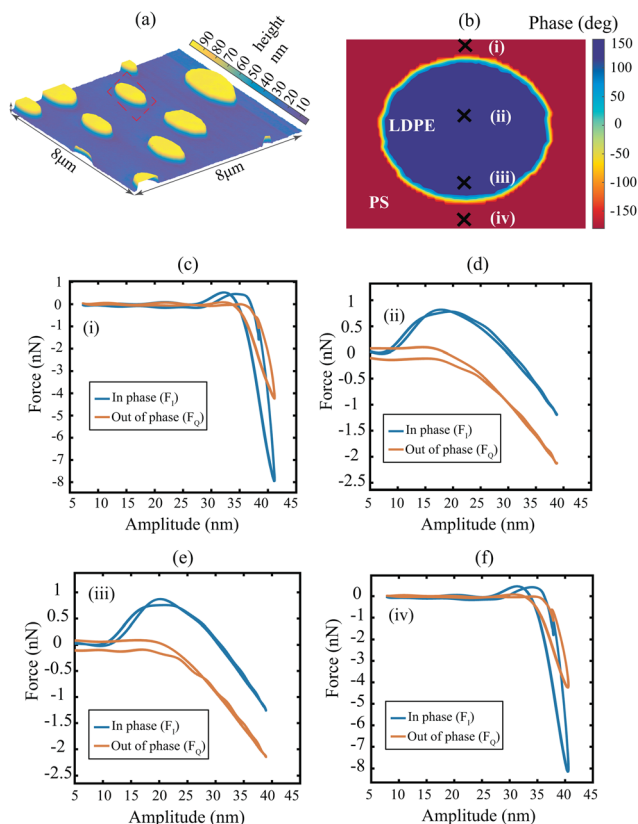 (a)
height
nm
90
80
70
60
50
40
30
20
10
8μm
8μm
(b)
Phase (deg)
(i)
(ii)
(iii)
(iv)
LDPE
PS
150
100
50
0
-50
-100
-150
(c)
(i)
Force (nN)
1
0
-1
-2
-3
-4
-5
-6
-7
-8
In phase (F_I)
Out of phase (F_Q)
5 10 15 20 25 30 35 40 45
Amplitude (nm)
(d)
(ii)
Force (nN)
1
0.5
0
-0.5
-1
-1.5
-2
-2.5
In phase (F_I)
Out of phase (F_Q)
5 10 15 20 25 30 35 40 45
Amplitude (nm)
(e)
(iii)
Force (nN)
1
0.5
0
-0.5
-1
-1.5
-2
-2.5
In phase (F_I)
Out of phase (F_Q)
5 10 15 20 25 30 35 40 45
Amplitude (nm)
(f)
(iv)
Force (nN)
1
0
-1
-2
-3
-4
-5
-6
-7
-8
In phase (F_I)
Out of phase (F_Q)
5 10 15 20 25 30 35 40 45
Amplitude (nm)